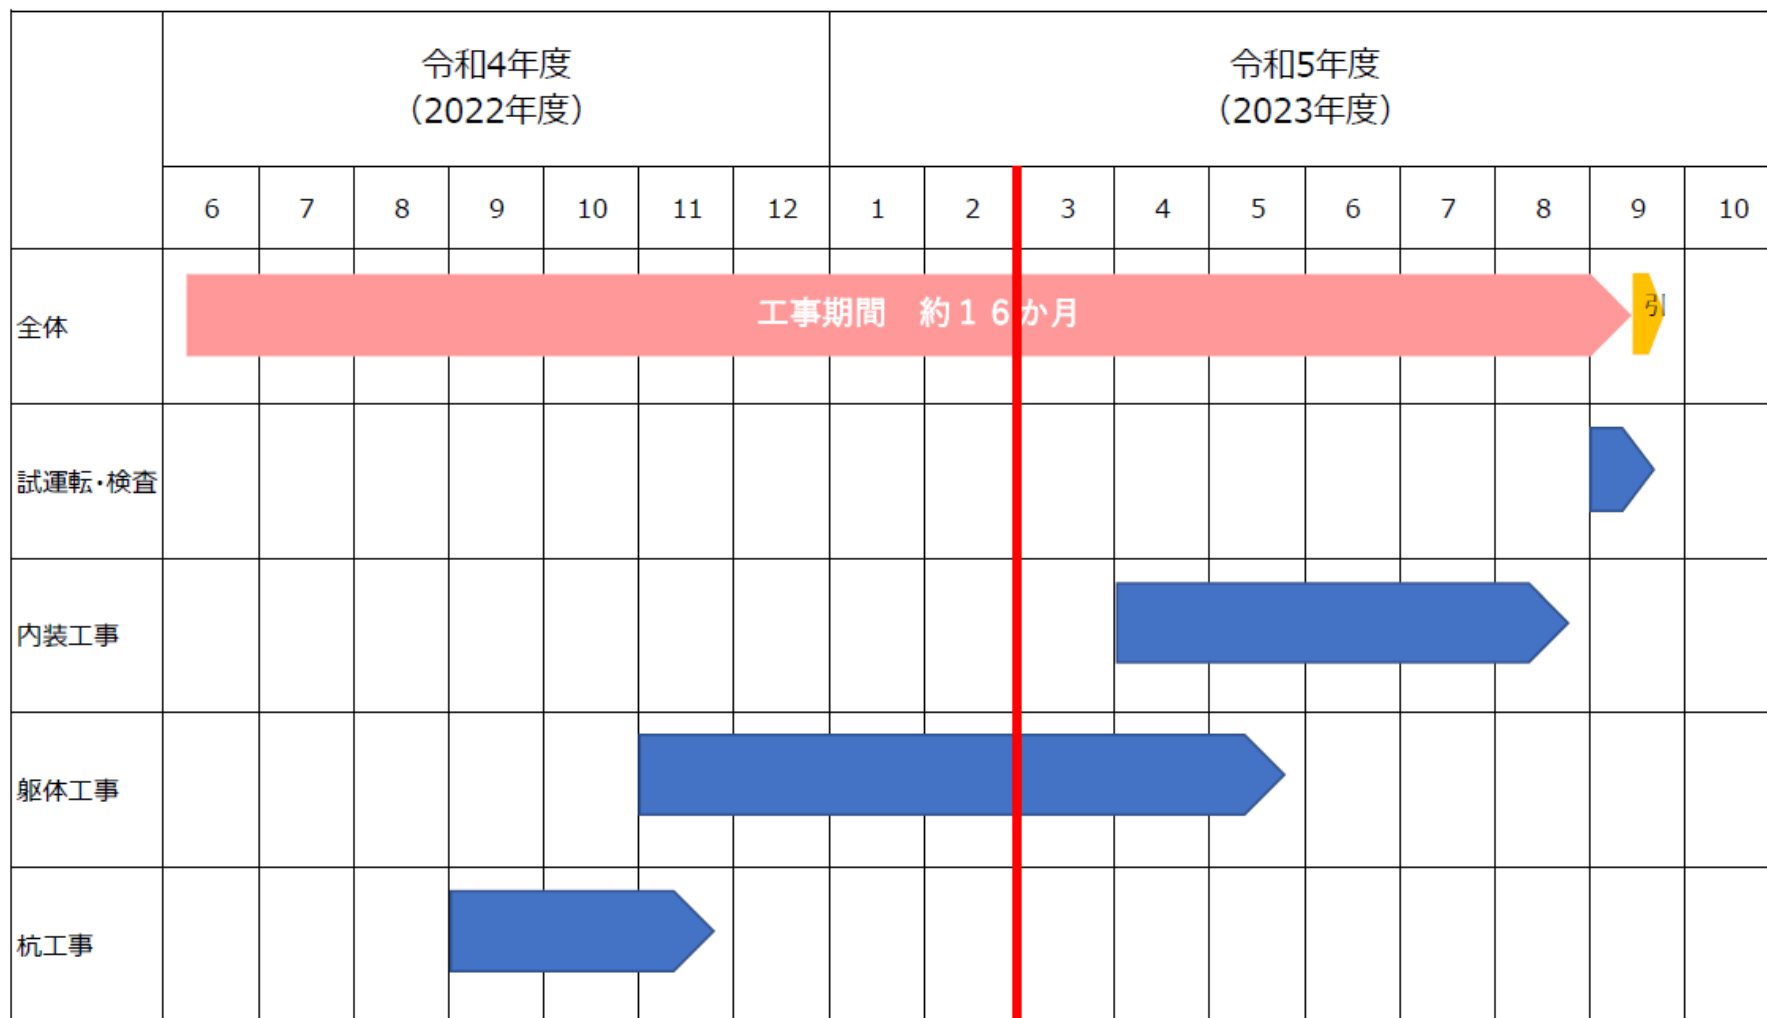 令和4年度
（2022年度）
令和5年度
（2023年度）
6 7 8 9 10 11 12 1 2 3 4 5 6 7 8 9 10
全体
工事期間　約１６か月
引
試運転・検査
内装工事
躯体工事
杭工事